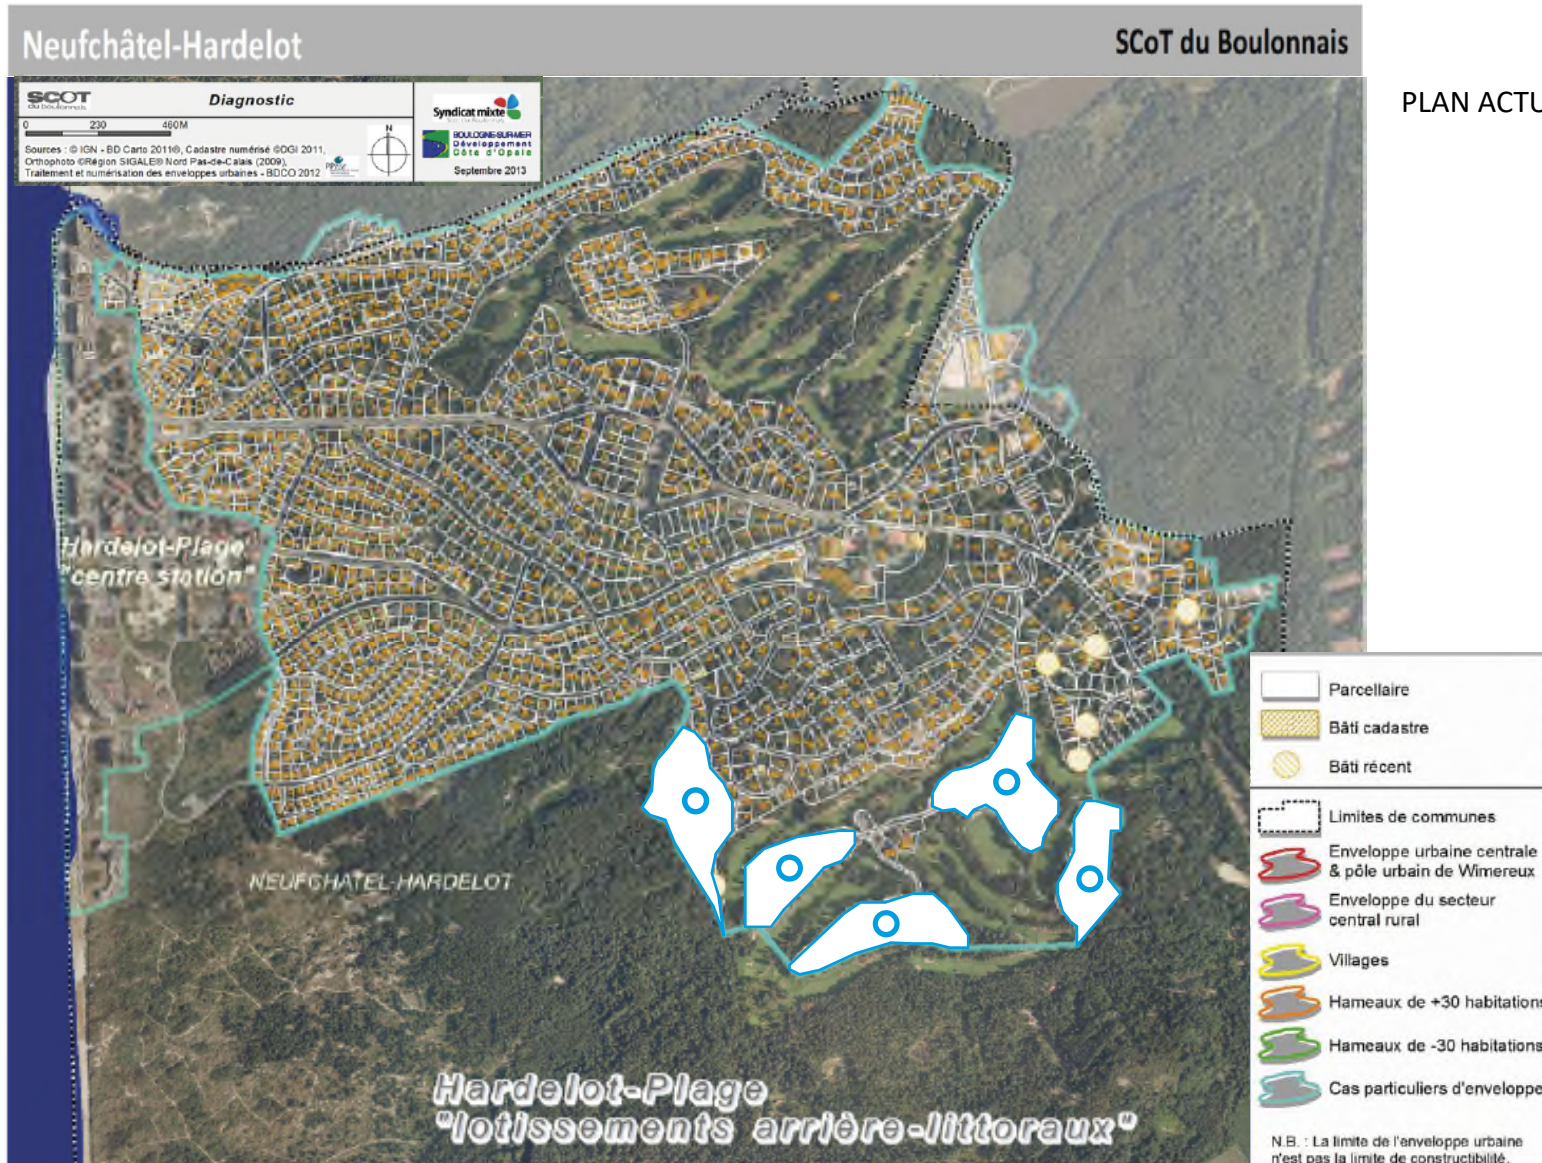 Neufchâtel-Hardelot
SCoT du Boulonnais
PLAN ACTU
SCOT
du boulonnais
Diagnostic
0 230 460M
N
Sources : © IGN - BD Carto 2011®, Cadastre numérisé ©DGI 2011,
Orthophoto ©Région SIGALE® Nord Pas-de-Calais (2009),
Traitement et numérisation des enveloppes urbaines - BDCO 2012
Syndicat mixte
BOULOGNE-SUR-MER
Développement
Côte d'Opale
Septembre 2013
Hardelot-Plage
"centre station"
NEUFCHATEL-HARDELOT
Hardelot-Plage
"lotissements arrière-littoraux"
Parcellaire
Bâti cadastre
Bâti récent
Limites de communes
Enveloppe urbaine centrale
& pôle urbain de Wimereux
Enveloppe du secteur
central rural
Villages
Hameaux de +30 habitations
Hameaux de -30 habitations
Cas particuliers d'enveloppe
N.B. : La limite de l'enveloppe urbaine
n'est pas la limite de constructibilité.